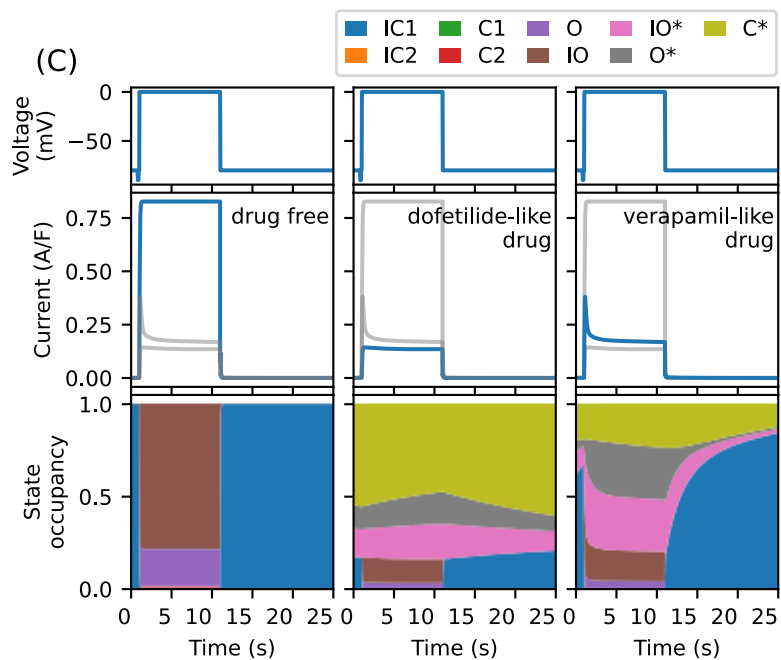 IC1 C1 O IO* C*
IC2 C2 IO O*
(C)
Voltage
(mV)
0
−50
Current (A/F)
0.75
0.50
0.25
0.00
drug free
dofetilide-like
drug
verapamil-like
drug
State
occupancy
1.0
0.5
0.0
0 5 10 15 20 25
0 5 10 15 20 25
0 5 10 15 20 25
Time (s)
Time (s)
Time (s)